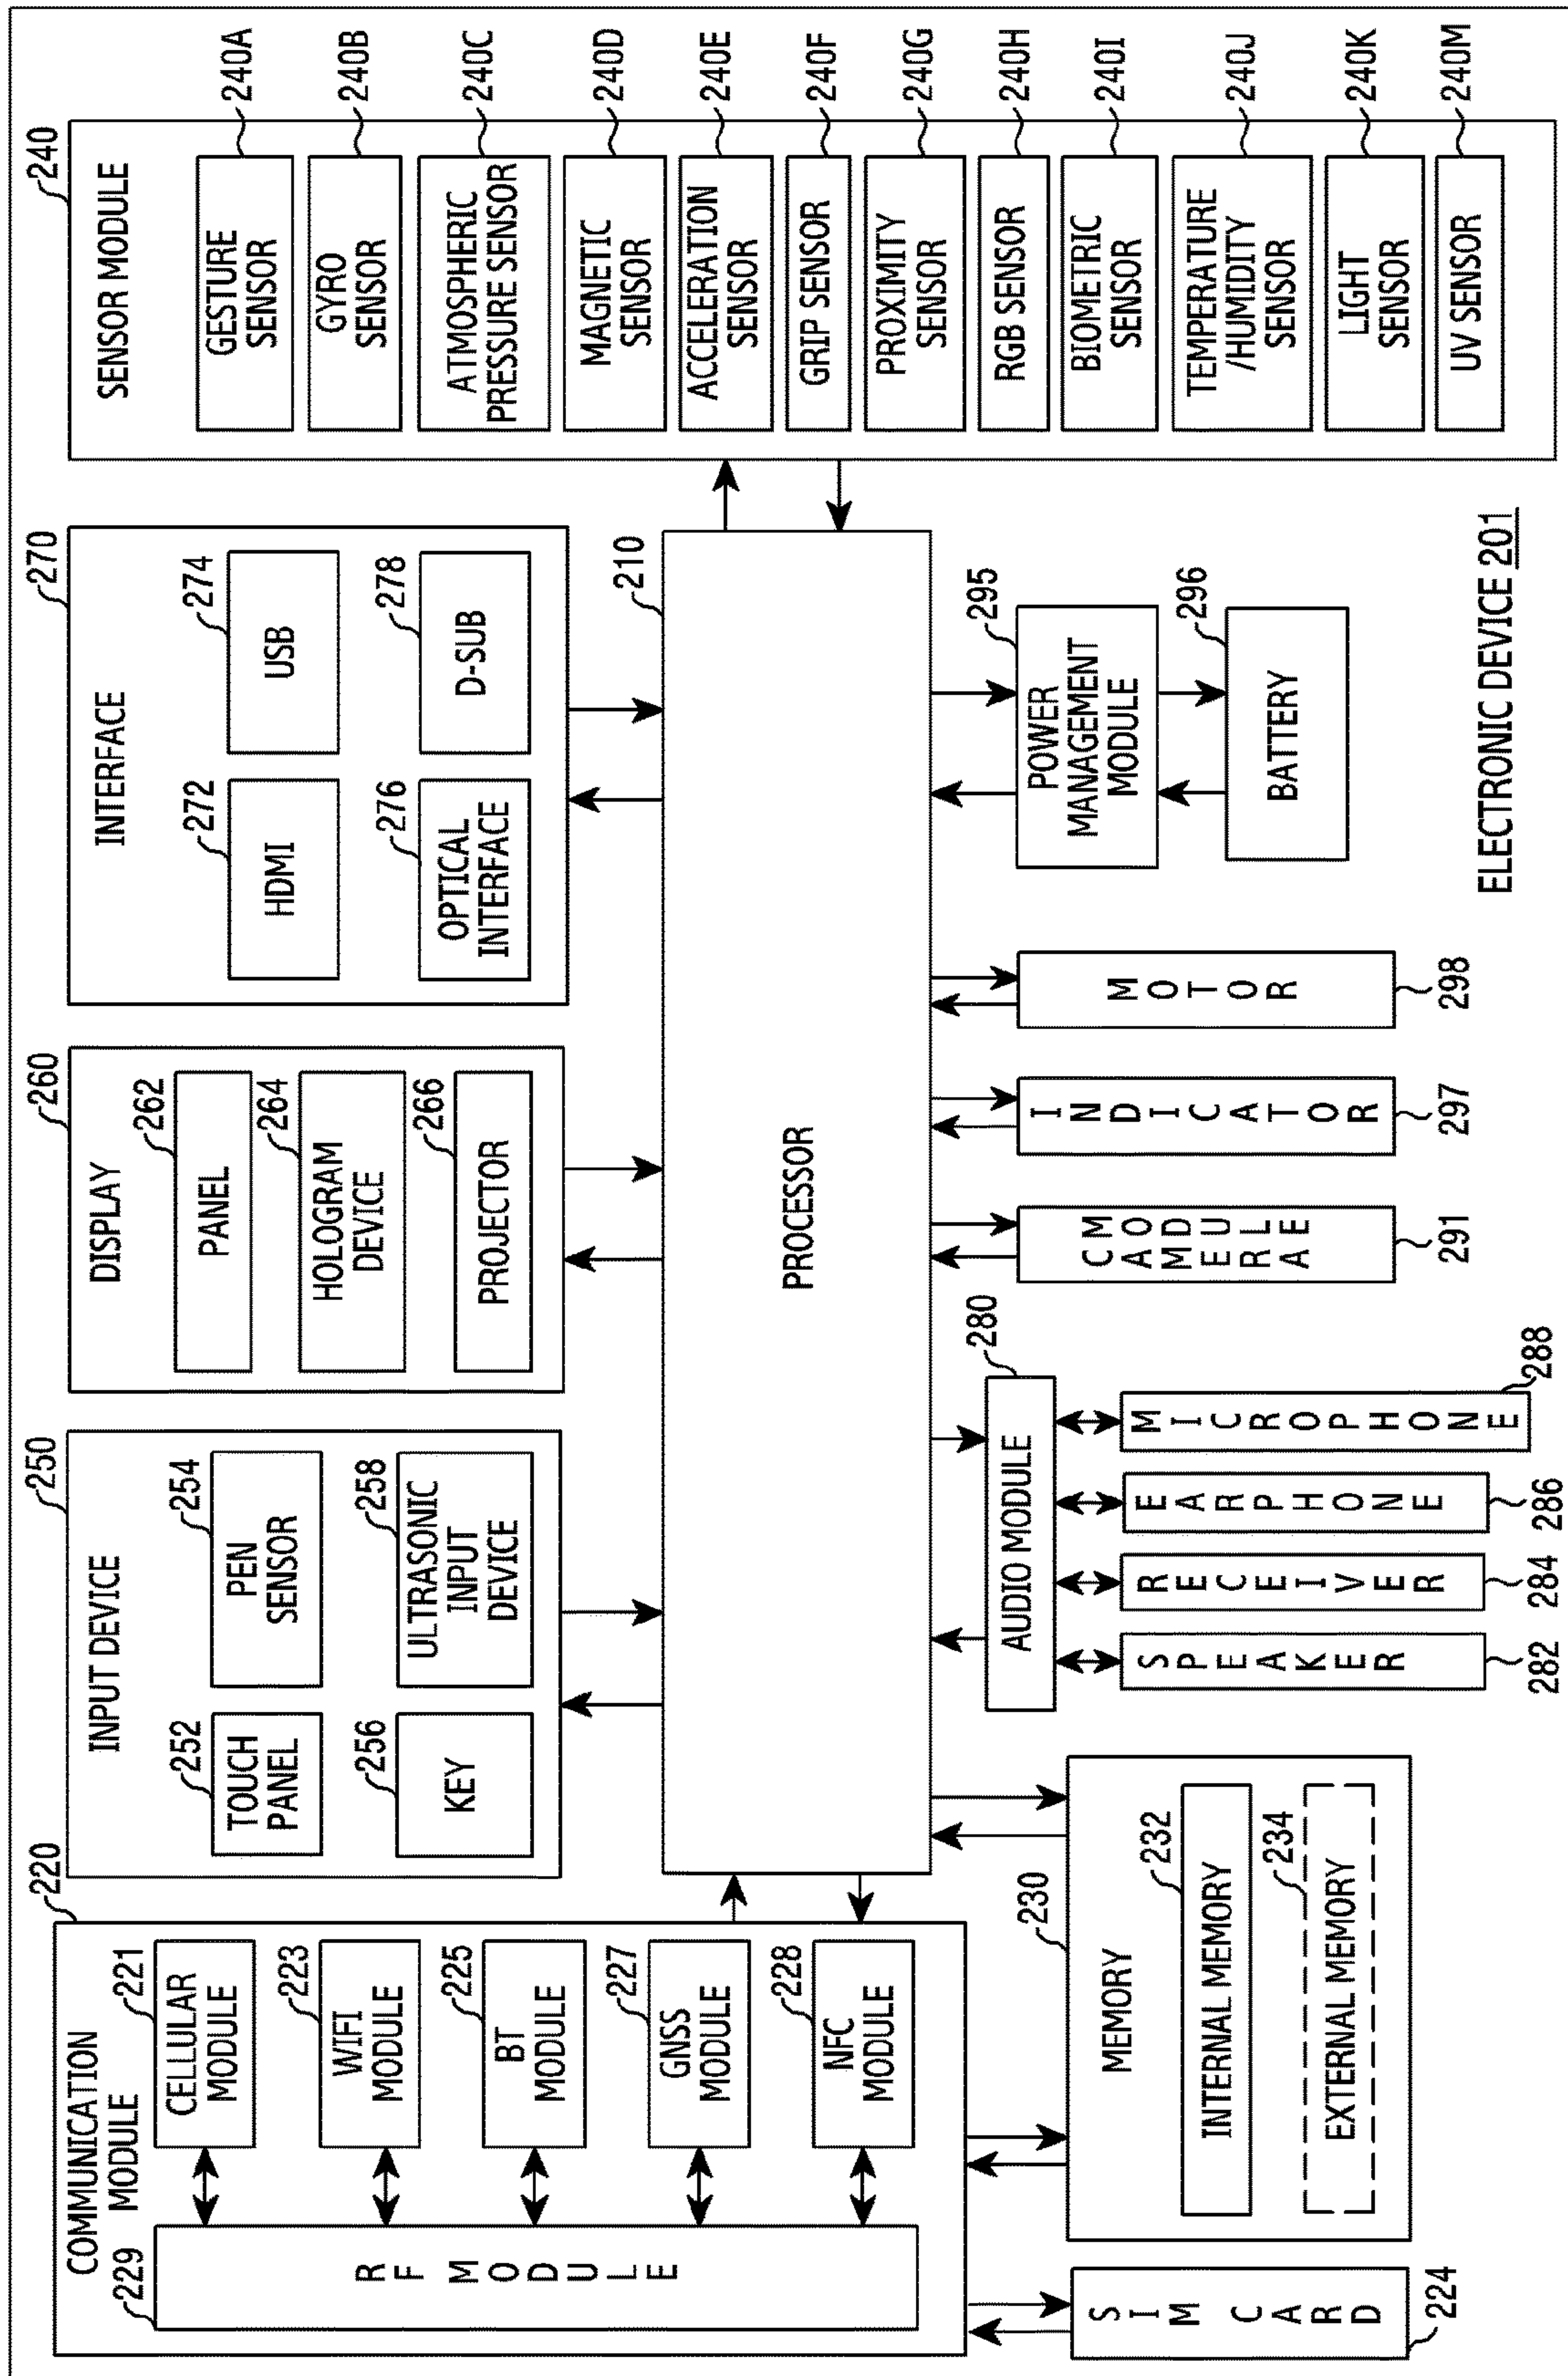 COMMUNICATION
MODULE
220
229
RF MODULE
221
CELLULAR
MODULE
223
WIFI
MODULE
225
BT
MODULE
227
GNSS
MODULE
228
NFC
MODULE
INPUT DEVICE
250
252
TOUCH
PANEL
254
PEN
SENSOR
256
KEY
258
ULTRASONIC
INPUT
DEVICE
DISPLAY
260
262
PANEL
264
HOLOGRAM
DEVICE
266
PROJECTOR
INTERFACE
270
272
HDMI
274
USB
276
OPTICAL
INTERFACE
278
D-SUB
240
SENSOR MODULE
GESTURE
SENSOR
240A
GYRO
SENSOR
240B
ATMOSPHERIC
PRESSURE SENSOR
240C
MAGNETIC
SENSOR
240D
ACCELERATION
SENSOR
240E
GRIP SENSOR
240F
PROXIMITY
SENSOR
240G
RGB SENSOR
240H
BIOMETRIC
SENSOR
240I
TEMPERATURE
/HUMIDITY
SENSOR
240J
LIGHT
SENSOR
240K
UV SENSOR
240M
210
PROCESSOR
SIM CARD
224
230
MEMORY
232
INTERNAL MEMORY
234
EXTERNAL MEMORY
280
AUDIO MODULE
SPEAKER
282
RECEIVER
284
EARPHONE
286
MICROPHONE
288
CAMERA
MODULE
291
INDICATOR
297
MOTOR
298
295
POWER
MANAGEMENT
MODULE
296
BATTERY
ELECTRONIC DEVICE 201